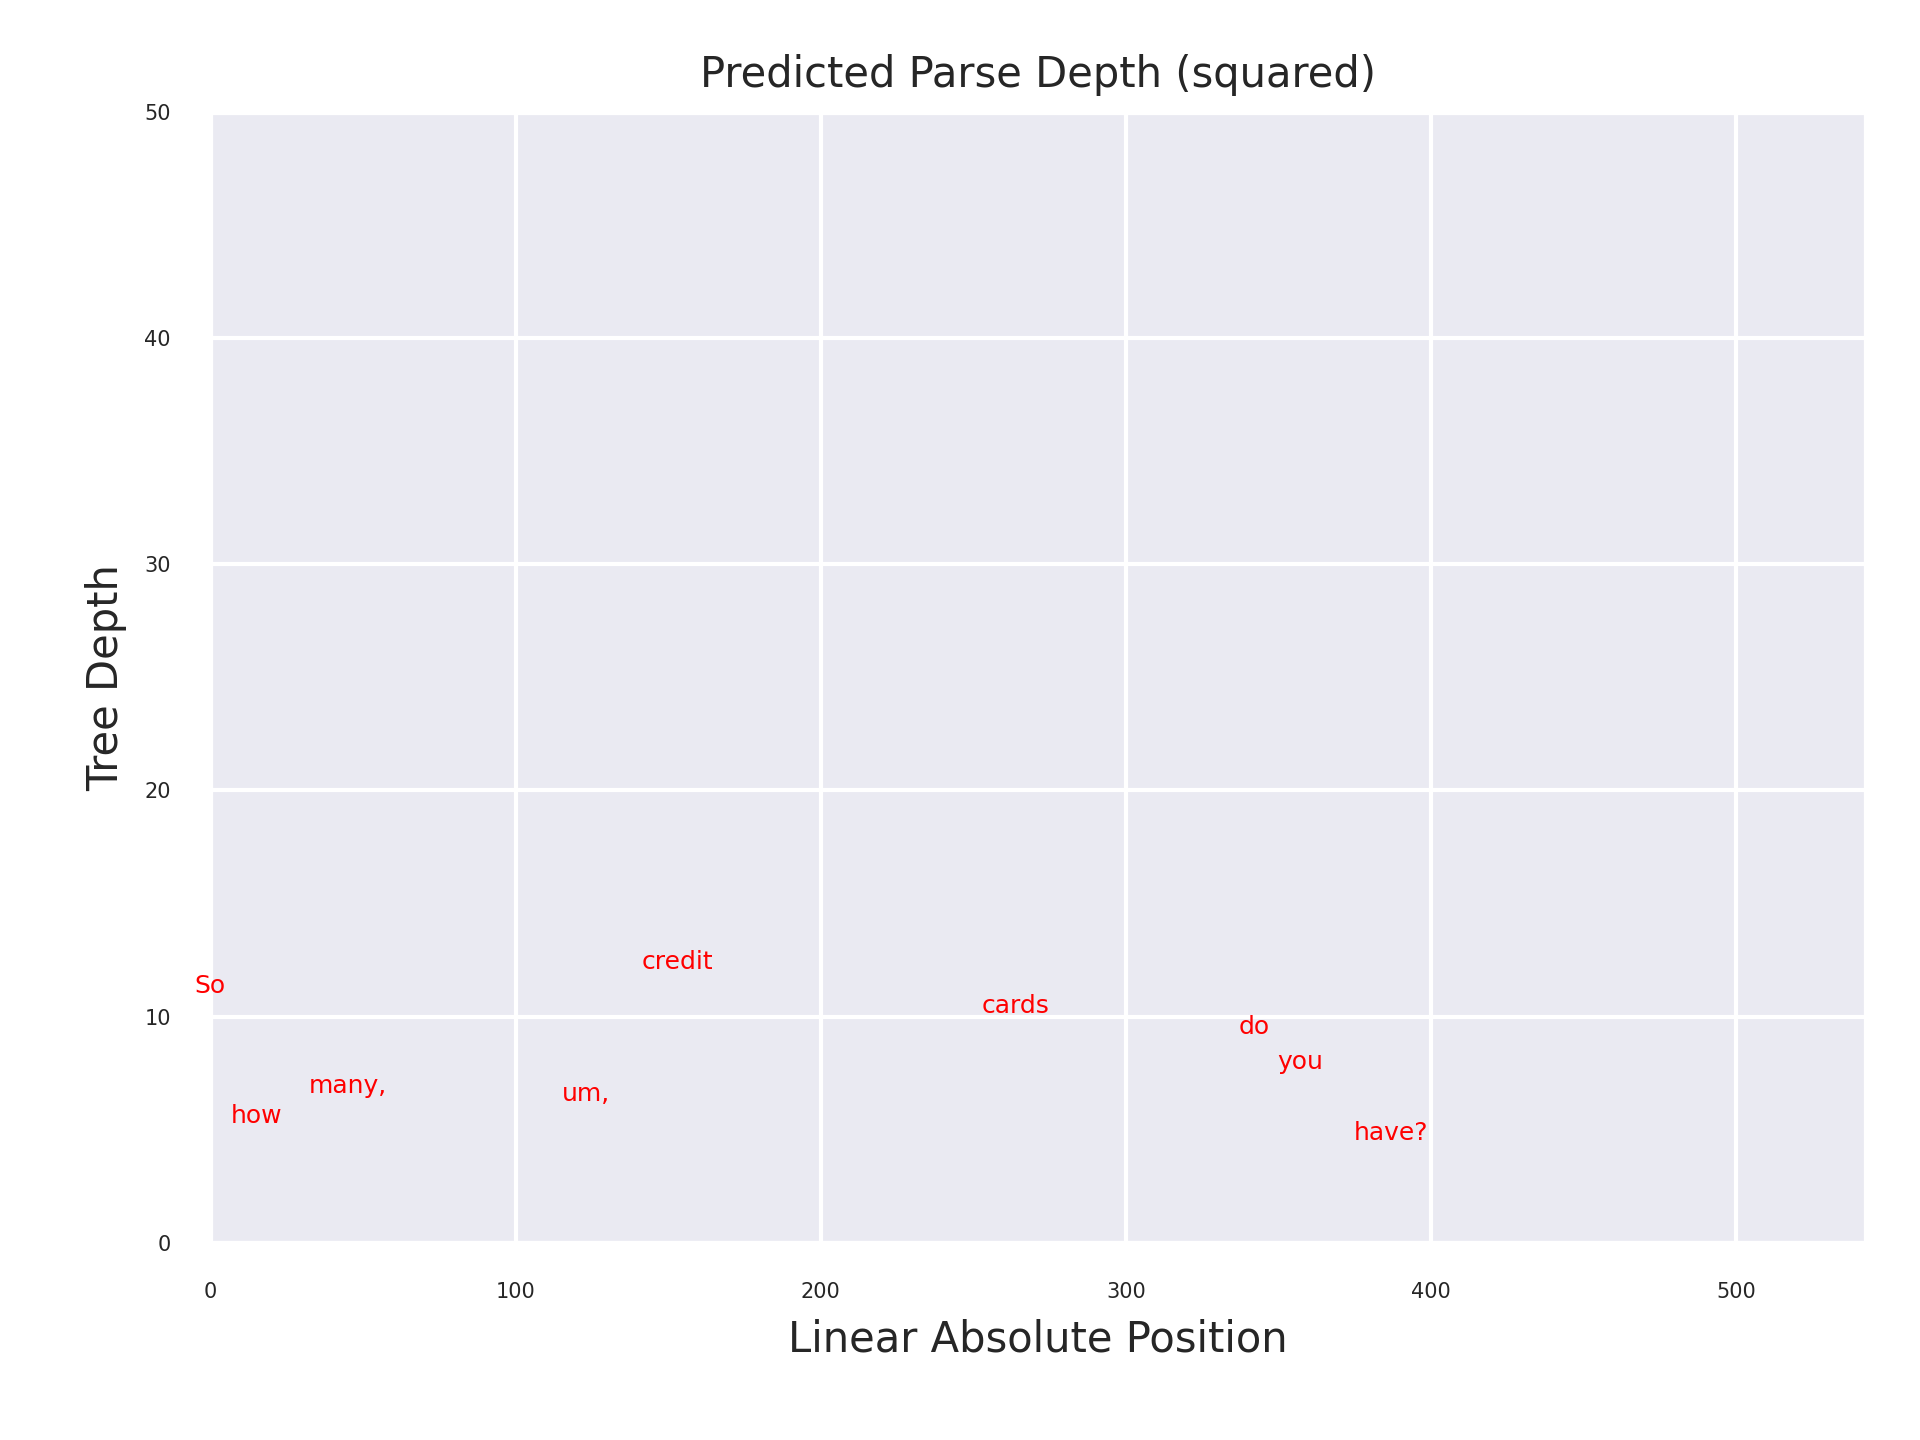 Predicted Parse Depth (squared)
50
40
30
20
10
0
Tree Depth
So
how
many,
um,
credit
cards
do
you
have?
0 100 200 300 400 500
Linear Absolute Position